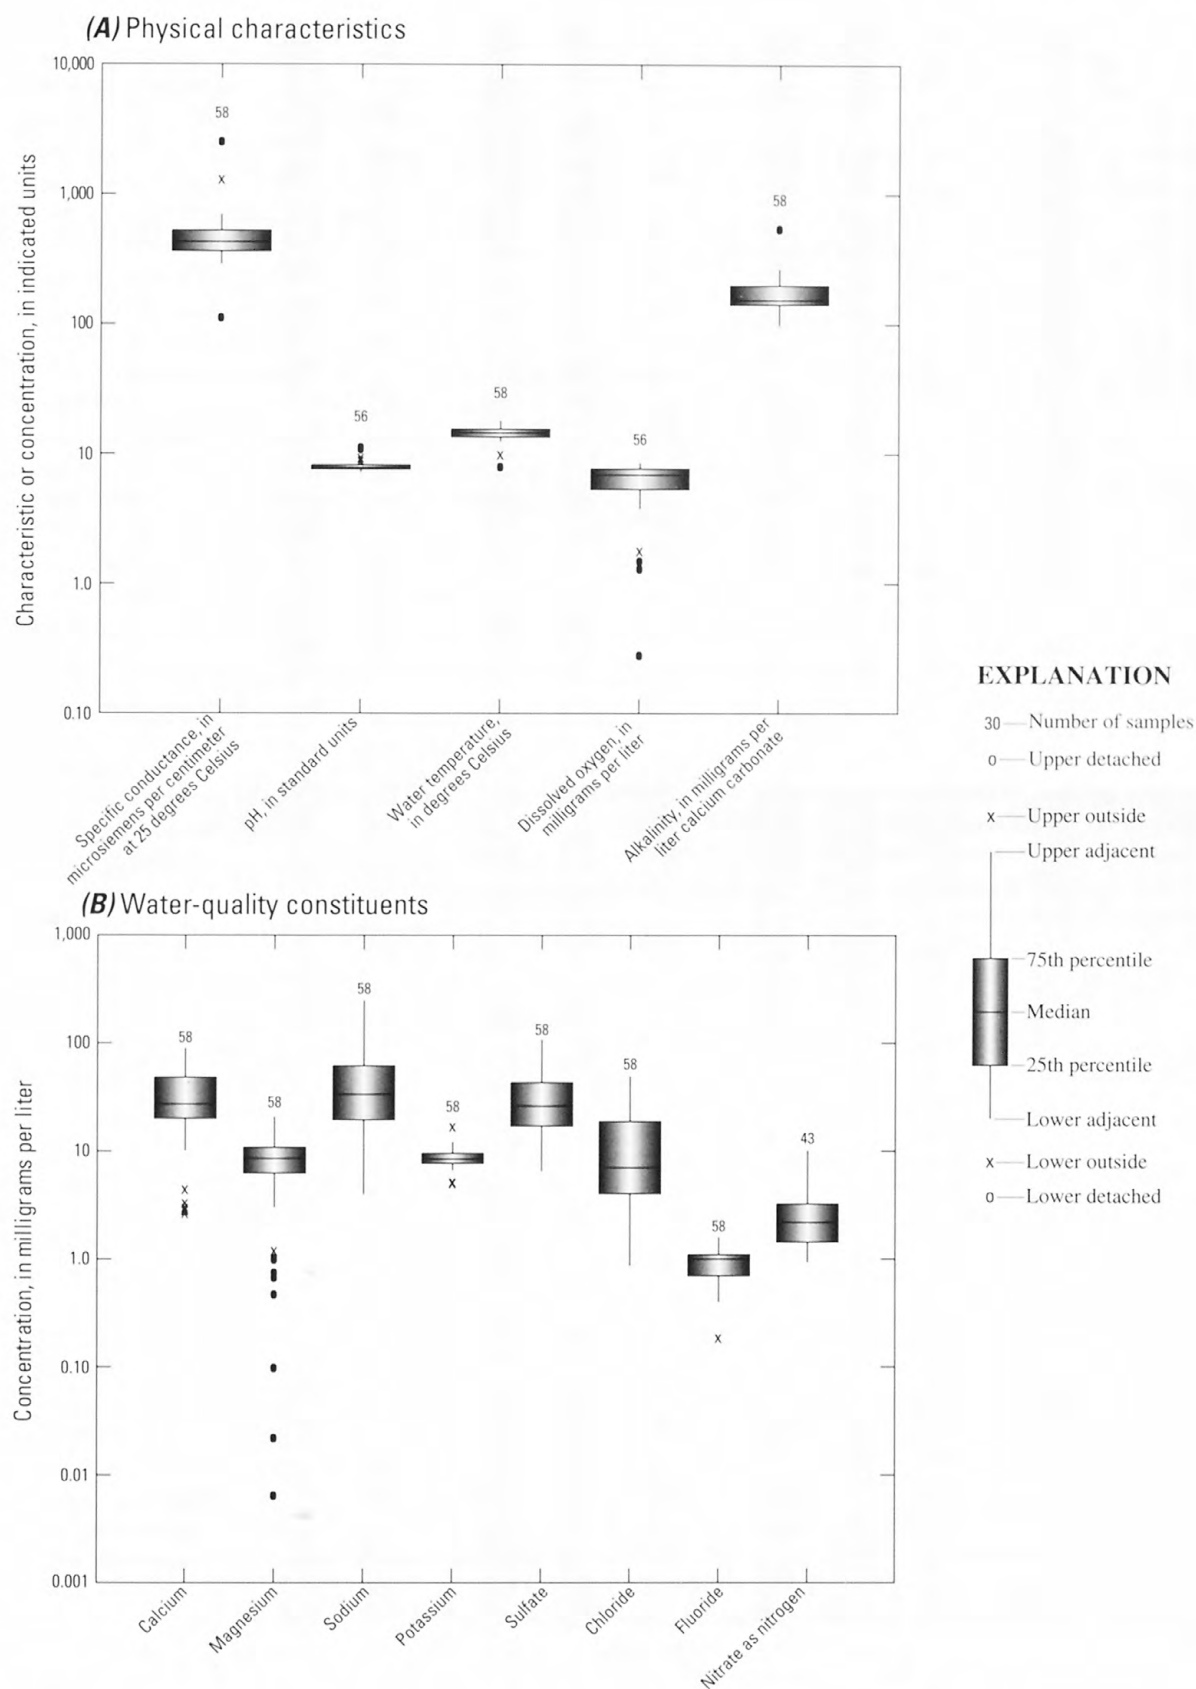 (A) Physical characteristics
10,000
1,000
100
10
1.0
0.10
Characteristic or concentration, in indicated units
58
56
58
56
58
Specific conductance, in
microsiemens per centimeter
at 25 degrees Celsius
pH, in standard units
Water temperature,
in degrees Celsius
Dissolved oxygen, in
milligrams per liter
Alkalinity, in milligrams per
liter calcium carbonate
(B) Water-quality constituents
1,000
100
10
1.0
0.10
0.01
0.001
Concentration, in milligrams per liter
58
58
58
58
58
58
58
43
Calcium
Magnesium
Sodium
Potassium
Sulfate
Chloride
Fluoride
Nitrate as nitrogen
EXPLANATION
30 Number of samples
o Upper detached
x Upper outside
Upper adjacent
75th percentile
Median
25th percentile
Lower adjacent
x Lower outside
o Lower detached